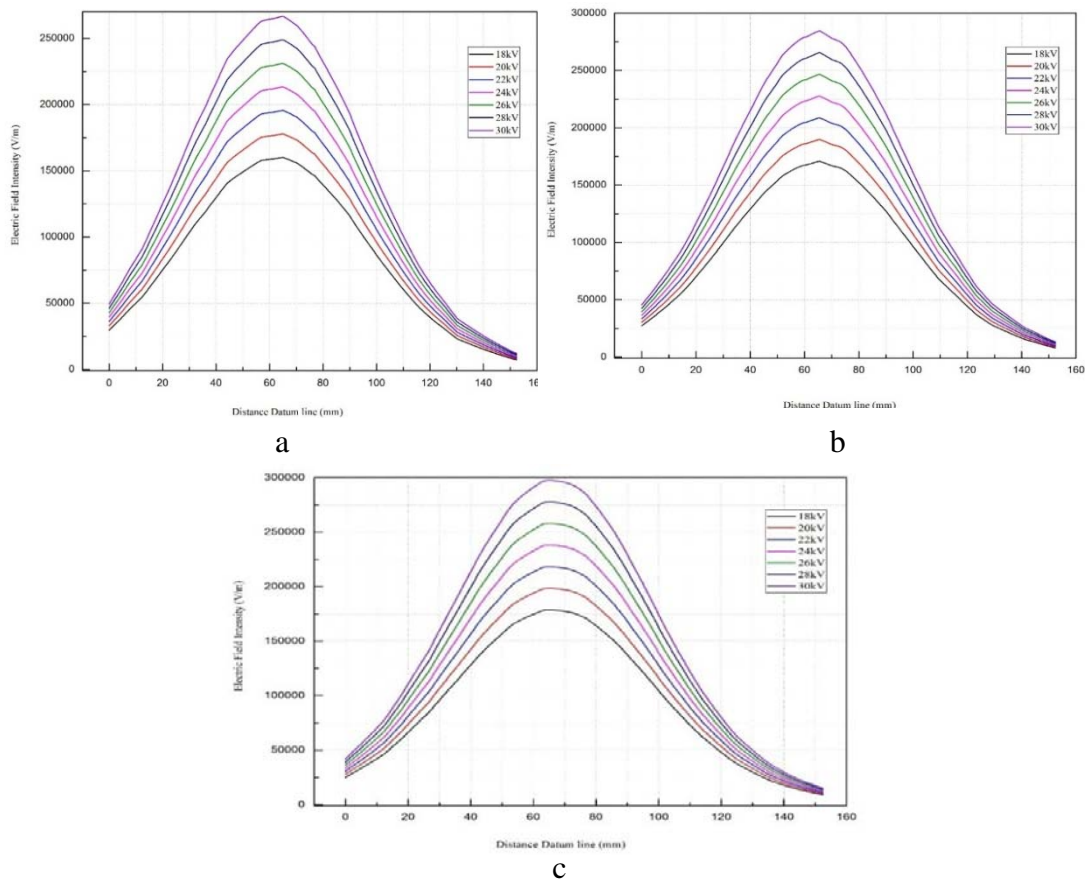 250000
200000
150000
100000
50000
0
Electric Field Intensity (V/m)
18kV
20kV
22kV
24kV
26kV
28kV
30kV
0 20 40 60 80 100 120 140 16
Distance Datum line (mm)
a
300000
250000
200000
150000
100000
50000
0
Electric Field Intensity (V/m)
18kV
20kV
22kV
24kV
26kV
28kV
30kV
0 20 40 60 80 100 120 140 160
Distance Datum line (mm)
b
300000
250000
200000
150000
100000
50000
0
Electric Field Intensity (V/m)
18kV
20kV
22kV
24kV
26kV
28kV
30kV
0 20 40 60 80 100 120 140 160
Distance Datum line (mm)
c